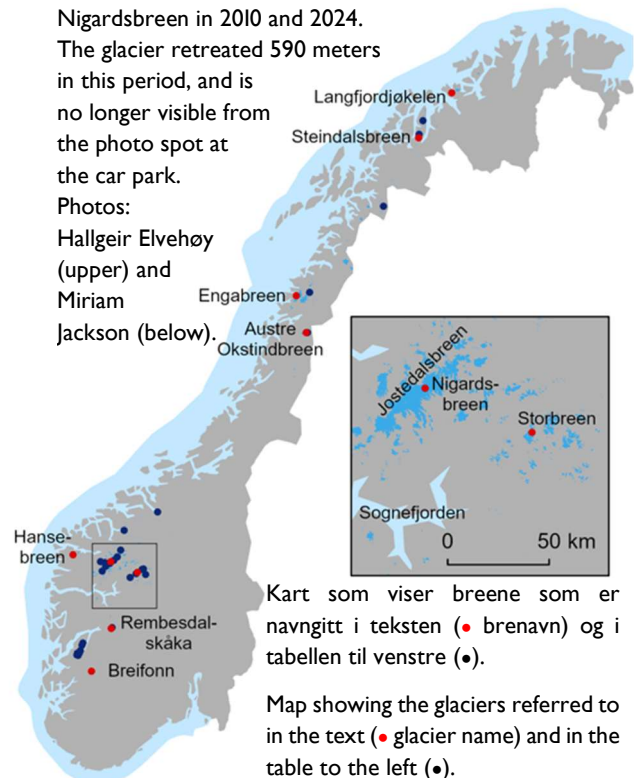 Nigardsbreen in 2010 and 2024.
The glacier retreated 590 meters
in this period, and is
no longer visible from
the photo spot at
the car park.
Photos:
Hallgeir Elvehøy
(upper) and
Miriam
Jackson (below).
Langfjordjøkelen
Steindalsbreen
Engabreen
Austre
Okstindbreen
Jostedalsbreen
Nigards-
breen
Storbreen
Sognefjorden
0 50 km
Hanse-
breen
Rembesdal-
skåka
Breifonn
Kart som viser breene som er
navngitt i teksten (• brenavn) og i
tabellen til venstre (•).
Map showing the glaciers referred to
in the text (• glacier name) and in the
table to the left (•).